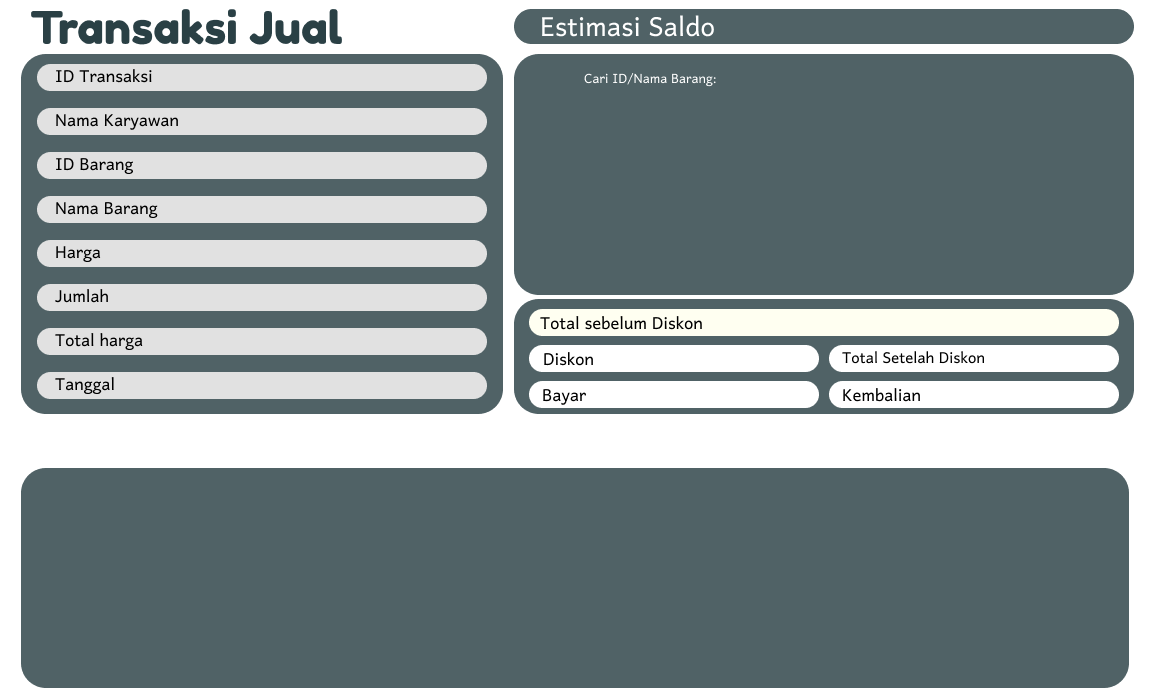 Transaksi Jual
ID Transaksi
Nama Karyawan
ID Barang
Nama Barang
Harga
Jumlah
Total harga
Tanggal
Estimasi Saldo
Cari ID/Nama Barang:
Total sebelum Diskon
Diskon
Total Setelah Diskon
Bayar
Kembalian